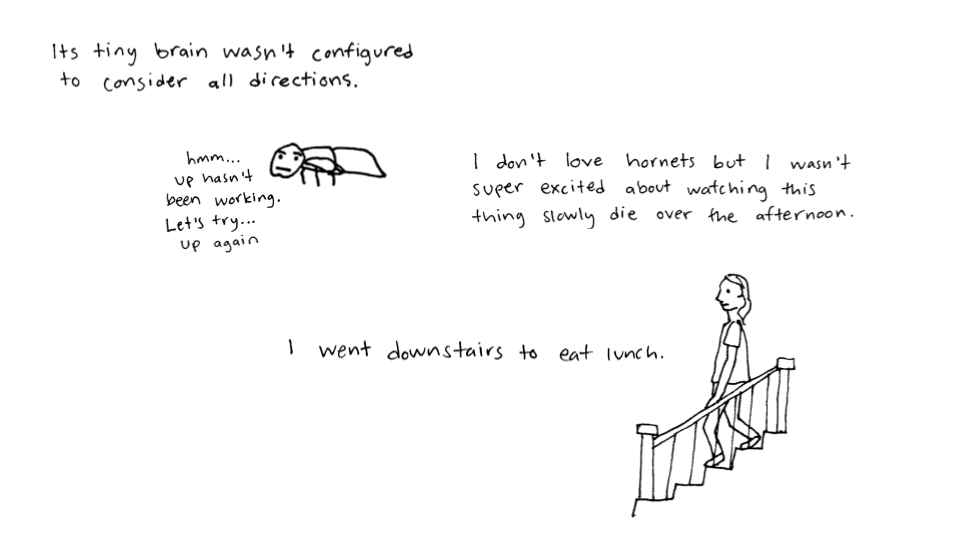 Its tiny brain wasn't configured
to consider all directions.
hmm...
up hasn't
been working.
Let's try...
up again
I don't love hornets but I wasn't
super excited about watching this
thing slowly die over the afternoon.
I went downstairs to eat lunch.